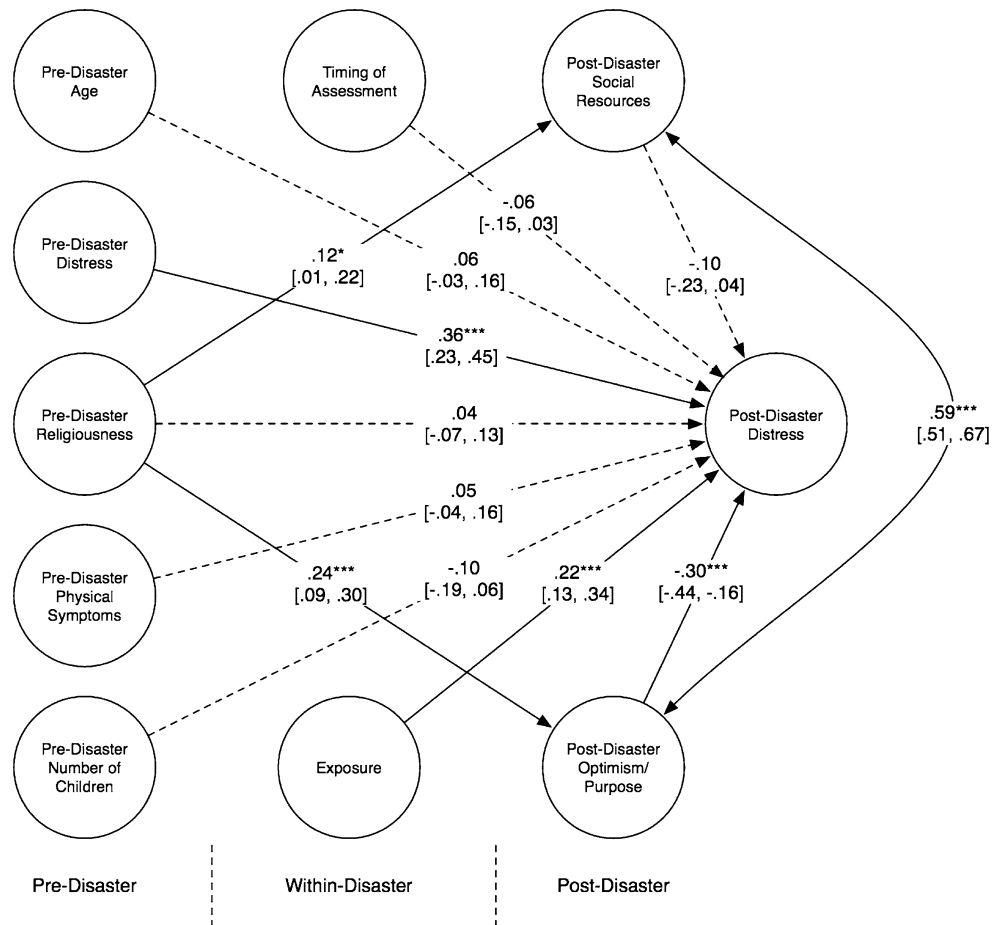 Pre-Disaster
Age
Timing of
Assessment
Post-Disaster
Social
Resources
Pre-Disaster
Distress
-.06
[-.15, .03]
.12*
[.01, .22]
.06
[-.03, .16]
-.10
[-.23, .04]
.36***
[.23, .45]
Pre-Disaster
Religiousness
.04
[-.07, .13]
Post-Disaster
Distress
.59***
[.51, .67]
.05
[-.04, .16]
Pre-Disaster
Physical
Symptoms
.24***
[.09, .30]
-.10
[-.19, .06]
.22***
[.13, .34]
-.30***
[-.44, -.16]
Pre-Disaster
Number of
Children
Exposure
Post-Disaster
Optimism/
Purpose
Pre-Disaster
Within-Disaster
Post-Disaster